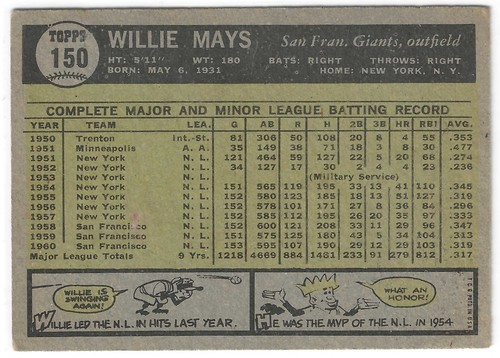 TOPPS
150
WILLIE MAYS
San Fran. Giants, outfield
HT: 5'11" WT: 180 BATS: RIGHT THROWS: RIGHT
BORN: MAY 6, 1931 HOME: NEW YORK, N. Y.
COMPLETE MAJOR AND MINOR LEAGUE BATTING RECORD
YEAR TEAM LEA. G AB R H 2B 3B HR RBI AVG.
1950 Trenton Int.-St. 81 306 50 108 20 8 4 55 .353
1951 Minneapolis A. A. 35 149 38 71 18 3 8 30 .477
1951 New York N. L. 121 464 59 127 22 5 20 68 .274
1952 New York N. L. 34 127 17 30 2 4 4 23 .236
1953 New York N. L. (Military Service)
1954 New York N. L. 151 565 119 195 33 13 41 110 .345
1955 New York N. L. 152 580 123 185 18 13 51 127 .319
1956 New York N. L. 152 578 101 171 27 8 36 84 .296
1957 New York N. L. 152 585 112 195 26 20 35 97 .333
1958 San Francisco N. L. 152 600 121 208 33 11 29 96 .347
1959 San Francisco N. L. 151 575 125 180 43 5 34 104 .313
1960 San Francisco N. L. 153 595 107 190 29 12 29 103 .319
Major League Totals 9 Yrs. 1218 4669 884 1481 233 91 279 812 .317
WILLIE IS
SWINGING
AGAIN!
WILLIE LED THE N.L. IN HITS LAST YEAR.
WHAT AN
HONOR!
HE WAS THE MVP OF THE N.L. IN 1954